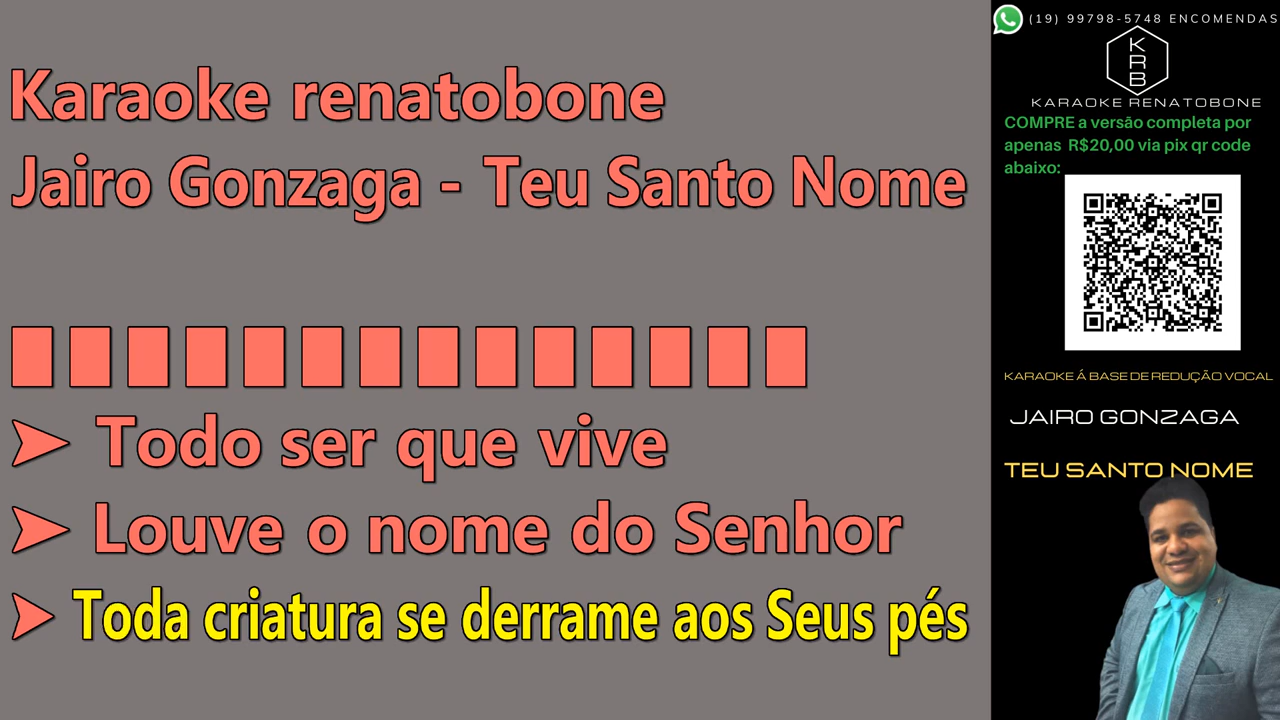 Karaoke renatobone
Jairo Gonzaga - Teu Santo Nome
➤ Todo ser que vive
➤ Louve o nome do Senhor
➤ Toda criatura se derrame aos Seus pés
(19) 99798-5748 ENCOMENDAS
K
R
B
KARAOKE RENATOBONE
COMPRE a versão completa por
apenas R$20,00 via pix qr code
abaixo:
KARAOKE Á BASE DE REDUÇÃO VOCAL
JAIRO GONZAGA
TEU SANTO NOME